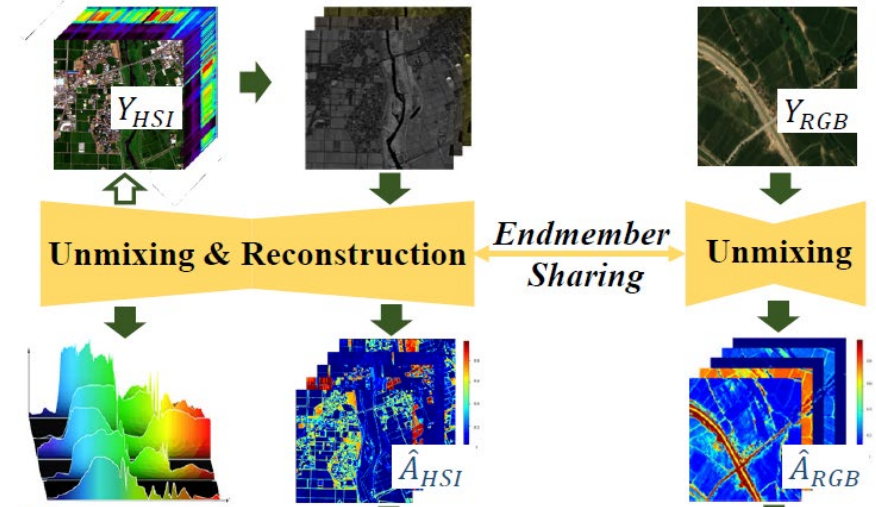 Y_HSI
Y_RGB
Unmixing & Reconstruction
Endmember
Sharing
Unmixing
Â_HSI
Â_RGB